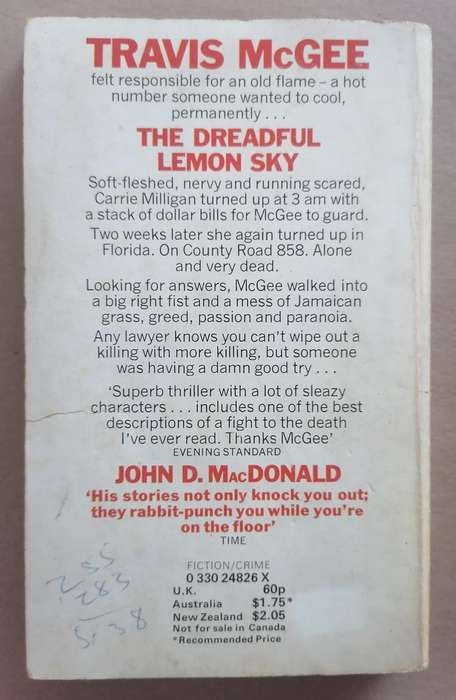 TRAVIS McGEE
felt responsible for an old flame – a hot
number someone wanted to cool,
permanently . . .
THE DREADFUL
LEMON SKY
Soft-fleshed, nervy and running scared,
Carrie Milligan turned up at 3 am with
a stack of dollar bills for McGee to guard.
Two weeks later she again turned up in
Florida. On County Road 858. Alone
and very dead.
Looking for answers, McGee walked into
a big right fist and a mess of Jamaican
grass, greed, passion and paranoia.
Any lawyer knows you can't wipe out a
killing with more killing, but someone
was having a damn good try . . .
'Superb thriller with a lot of sleazy
characters . . . includes one of the best
descriptions of a fight to the death
I've ever read. Thanks McGee'
EVENING STANDARD
JOHN D. MacDONALD
'His stories not only knock you out;
they rabbit-punch you while you're
on the floor'
TIME
FICTION/CRIME
0 330 24826 X
U.K. 60p
Australia $1.75*
New Zealand $2.05
Not for sale in Canada
*Recommended Price